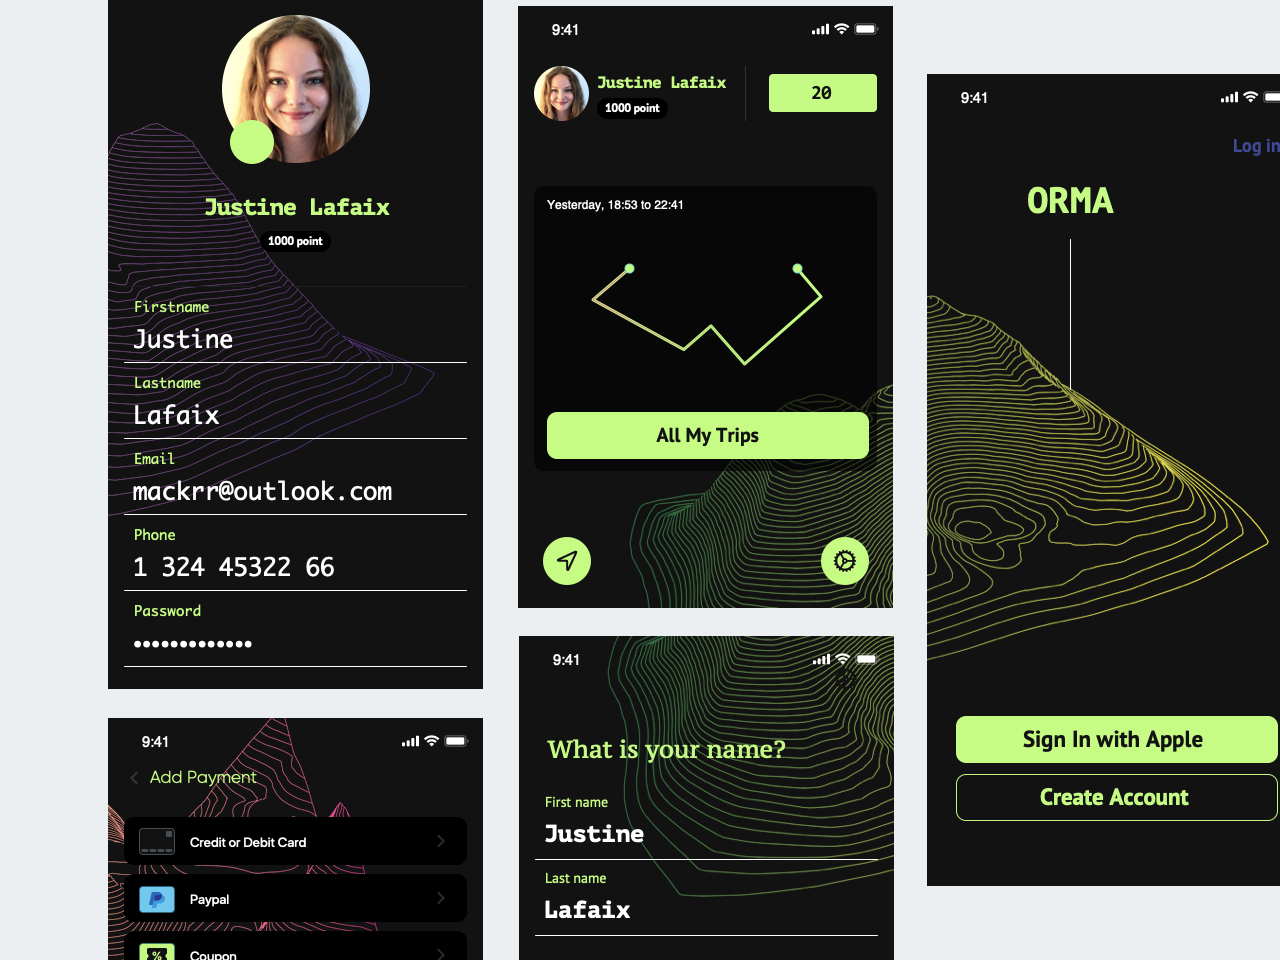 Justine Lafaix
1000 point
Firstname
Justine
Lastname
Lafaix
Email
mackrr@outlook.com
Phone
1 324 45322 66
Password
•••••••••••••
9:41
Justine Lafaix
1000 point
20
Yesterday, 18:53 to 22:41
All My Trips
9:41
Log in
ORMA
Sign In with Apple
Create Account
9:41
Add Payment
Credit or Debit Card
Paypal
Coupon
9:41
What is your name?
First name
Justine
Last name
Lafaix